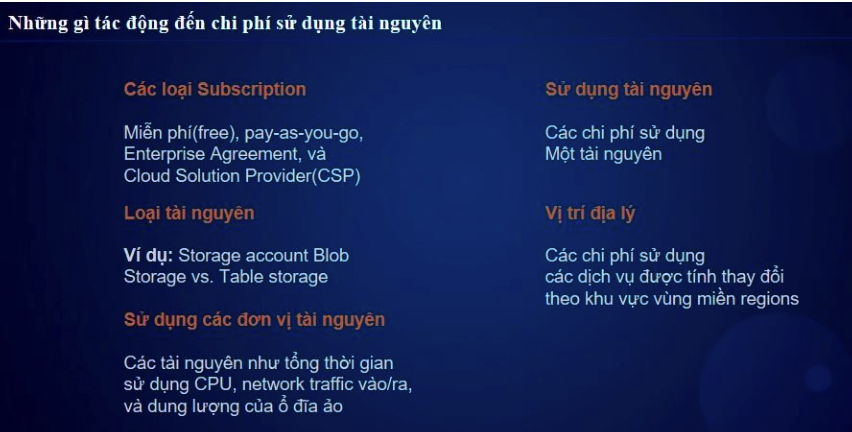 Những gì tác động đến chi phí sử dụng tài nguyên
Các loại Subscription
Miễn phí(free), pay-as-you-go,
Enterprise Agreement, và
Cloud Solution Provider(CSP)
Loại tài nguyên
Ví dụ: Storage account Blob
Storage vs. Table storage
Sử dụng các đơn vị tài nguyên
Các tài nguyên như tổng thời gian
sử dụng CPU, network traffic vào/ra,
và dung lượng của ổ đĩa ảo
Sử dụng tài nguyên
Các chi phí sử dụng
Một tài nguyên
Vị trí địa lý
Các chi phí sử dụng
các dịch vụ được tính thay đổi
theo khu vực vùng miền regions